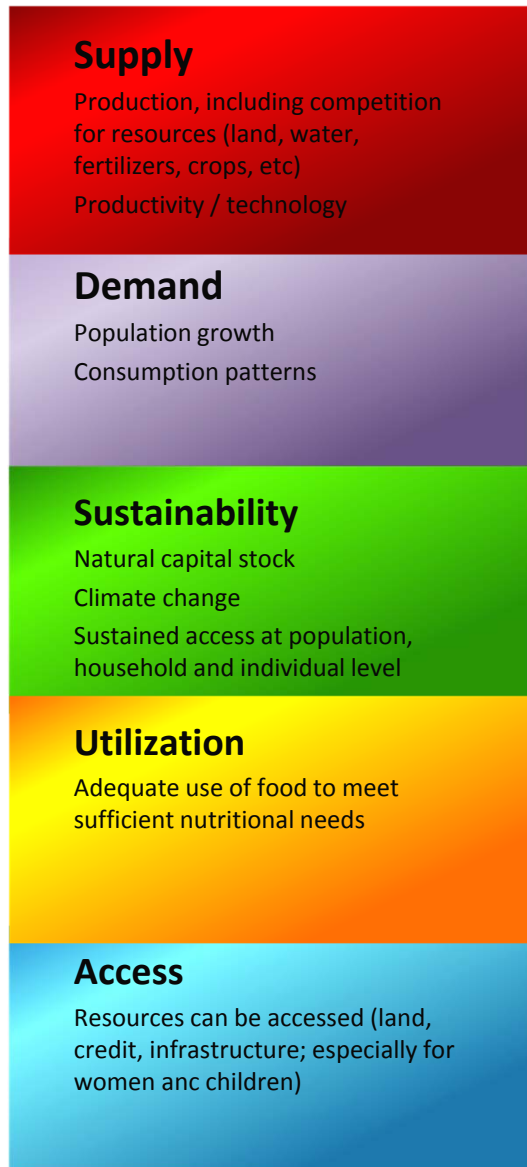 Supply
Production, including competition
for resources (land, water,
fertilizers, crops, etc)
Productivity / technology
Demand
Population growth
Consumption patterns
Sustainability
Natural capital stock
Climate change
Sustained access at population,
household and individual level
Utilization
Adequate use of food to meet
sufficient nutritional needs
Access
Resources can be accessed (land,
credit, infrastructure; especially for
women anc children)